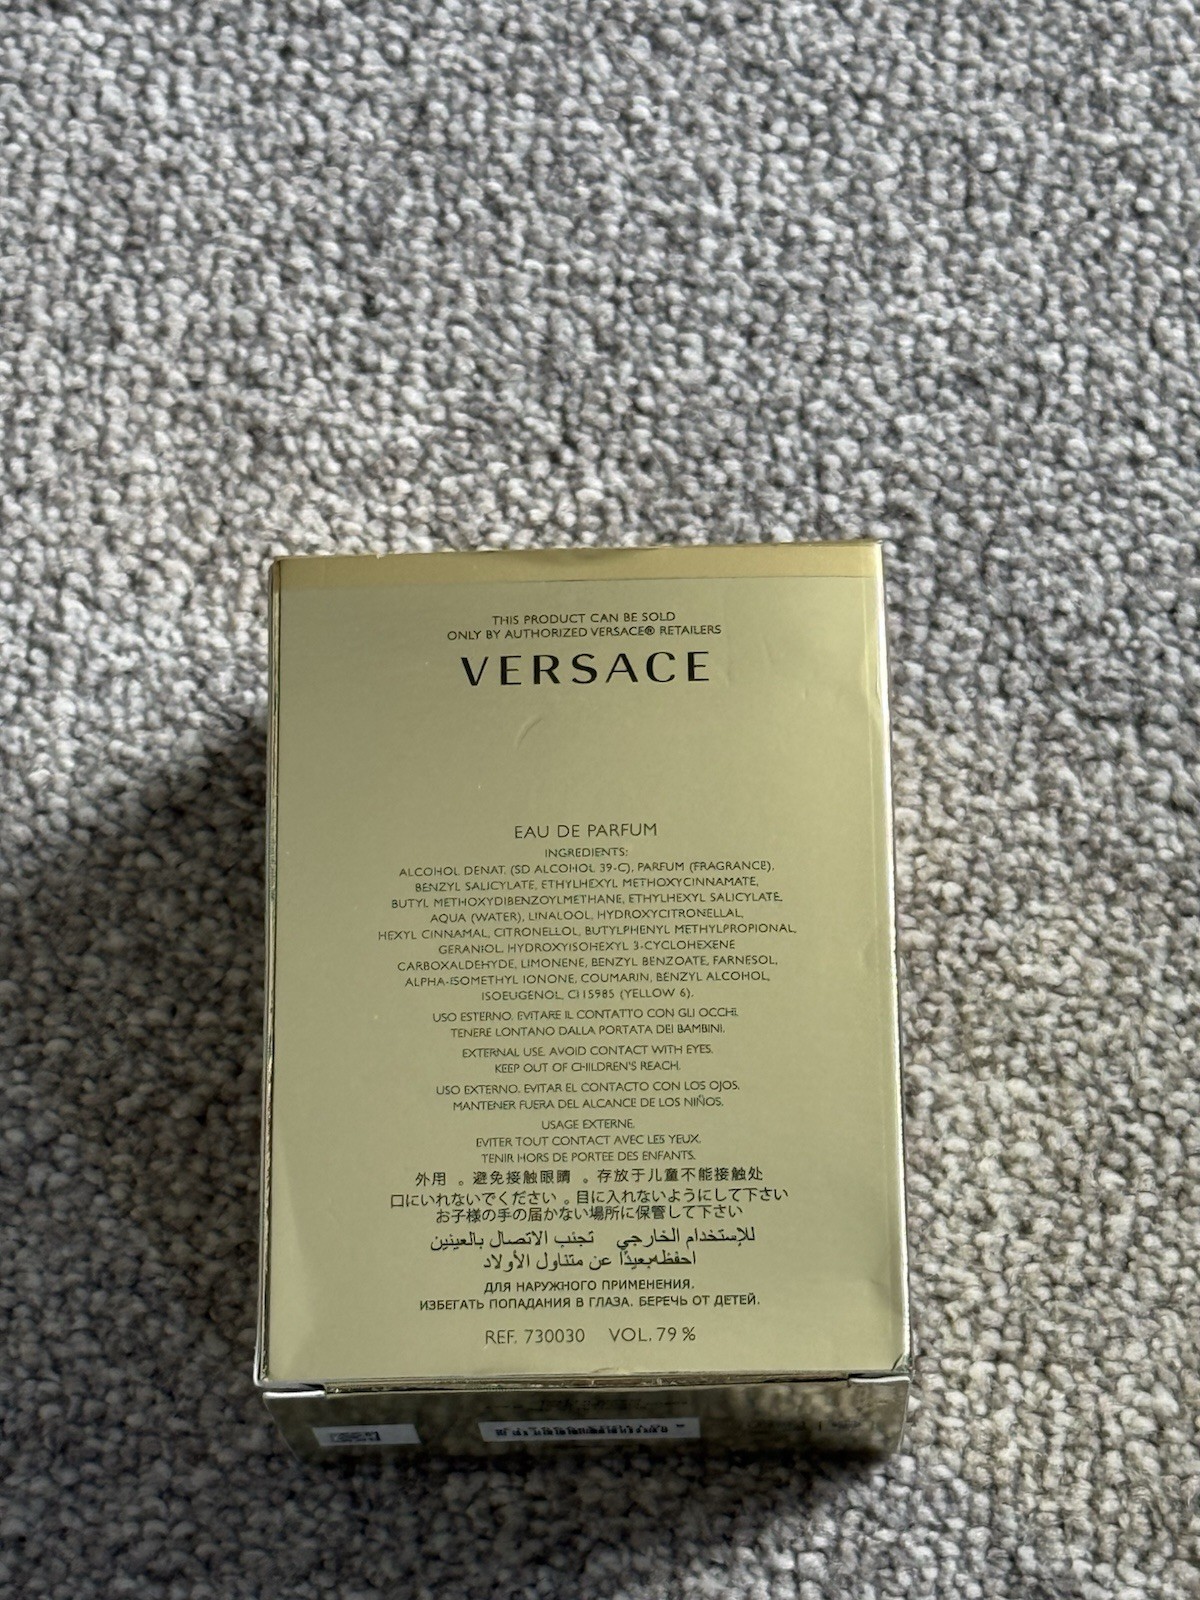 THIS PRODUCT CAN BE SOLD
ONLY BY AUTHORIZED VERSACE® RETAILERS
VERSACE
EAU DE PARFUM
INGREDIENTS:
ALCOHOL DENAT. (SD ALCOHOL 39-C), PARFUM (FRAGRANCE),
BENZYL SALICYLATE, ETHYLHEXYL METHOXYCINNAMATE,
BUTYL METHOXYDIBENZOYLMETHANE, ETHYLHEXYL SALICYLATE,
AQUA (WATER), LINALOOL, HYDROXYCITRONELLAL,
HEXYL CINNAMAL, CITRONELLOL, BUTYLPHENYL METHYLPROPIONAL,
GERANIOL, HYDROXYISOHEXYL 3-CYCLOHEXENE
CARBOXALDEHYDE, LIMONENE, BENZYL BENZOATE, FARNESOL,
ALPHA-ISOMETHYL IONONE, COUMARIN, BENZYL ALCOHOL,
ISOEUGENOL, CI 15985 (YELLOW 6).
USO ESTERNO. EVITARE IL CONTATTO CON GLI OCCHI.
TENERE LONTANO DALLA PORTATA DEI BAMBINI.
EXTERNAL USE. AVOID CONTACT WITH EYES.
KEEP OUT OF CHILDREN'S REACH.
USO EXTERNO. EVITAR EL CONTACTO CON LOS OJOS.
MANTENER FUERA DEL ALCANCE DE LOS NIÑOS.
USAGE EXTERNE.
EVITER TOUT CONTACT AVEC LES YEUX.
TENIR HORS DE PORTEE DES ENFANTS.
外用 。避免接触眼睛 。存放于儿童不能接触处
口にいれないでください 。目に入れないようにして下さい
お子様の手の届かない場所に保管して下さい
للإستخدام الخارجي تجنب الاتصال بالعينين
احفظه بعيدًا عن متناول الأولاد
ДЛЯ НАРУЖНОГО ПРИМЕНЕНИЯ.
ИЗБЕГАТЬ ПОПАДАНИЯ В ГЛАЗА. БЕРЕЧЬ ОТ ДЕТЕЙ.
REF. 730030 VOL. 79 %